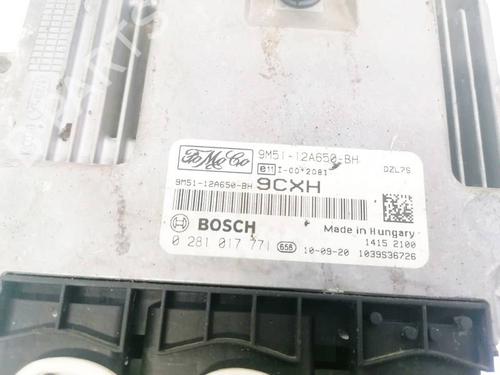 FoMoCo 9M51-12A650-BH
e11 I-CO*2081 DZL7S
9M51-12A650-BH 9CXH
BOSCH Made in Hungary
0 281 017 771 658 10-09-20 1415 2100
1039S36726